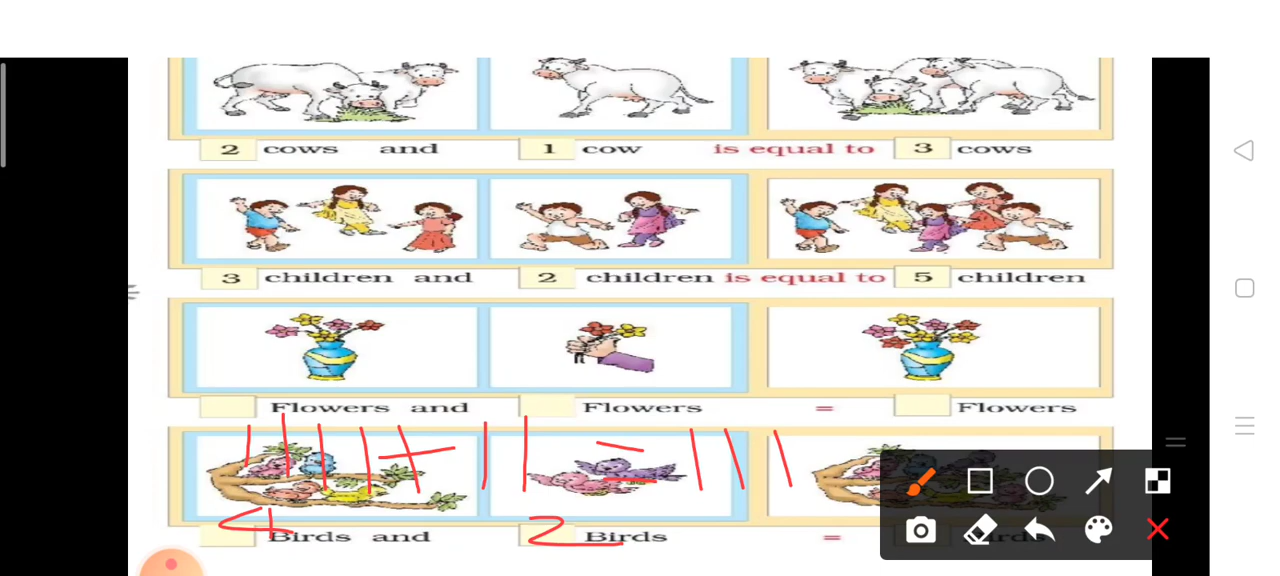 2 cows and 1 cow is equal to 3 cows
3 children and 2 children is equal to 5 children
Flowers and Flowers = Flowers
4 Birds and 2 Birds =